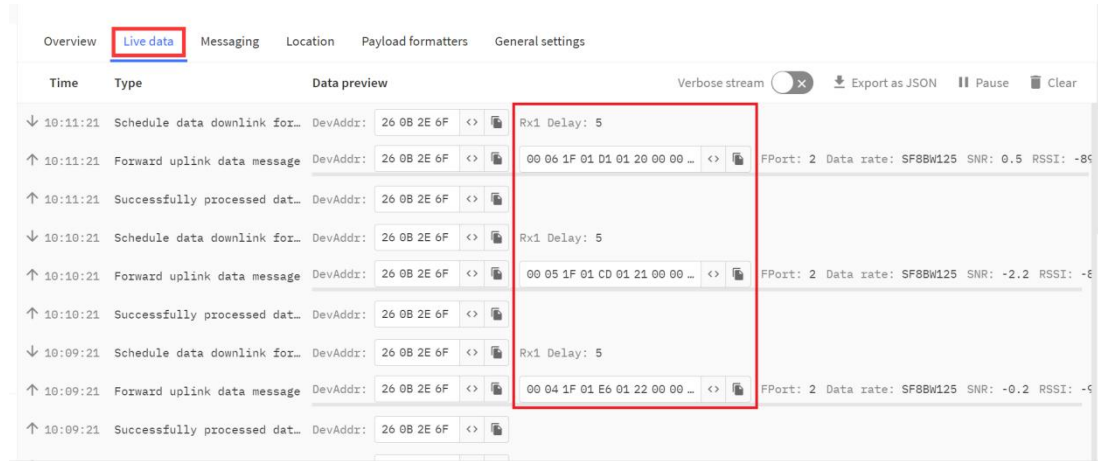 Overview Live data Messaging Location Payload formatters General settings
Time Type Data preview Verbose stream Export as JSON Pause Clear
↓ 10:11:21 Schedule data downlink for… DevAddr: 26 0B 2E 6F <> Rx1 Delay: 5
↑ 10:11:21 Forward uplink data message DevAddr: 26 0B 2E 6F <> 00 06 1F 01 D1 01 20 00 00 … <> FPort: 2 Data rate: SF8BW125 SNR: 0.5 RSSI: -89
↑ 10:11:21 Successfully processed dat… DevAddr: 26 0B 2E 6F <>
↓ 10:10:21 Schedule data downlink for… DevAddr: 26 0B 2E 6F <> Rx1 Delay: 5
↑ 10:10:21 Forward uplink data message DevAddr: 26 0B 2E 6F <> 00 05 1F 01 CD 01 21 00 00 … <> FPort: 2 Data rate: SF8BW125 SNR: -2.2 RSSI: -8
↑ 10:10:21 Successfully processed dat… DevAddr: 26 0B 2E 6F <>
↓ 10:09:21 Schedule data downlink for… DevAddr: 26 0B 2E 6F <> Rx1 Delay: 5
↑ 10:09:21 Forward uplink data message DevAddr: 26 0B 2E 6F <> 00 04 1F 01 E6 01 22 00 00 … <> FPort: 2 Data rate: SF8BW125 SNR: -0.2 RSSI: -9
↑ 10:09:21 Successfully processed dat… DevAddr: 26 0B 2E 6F <>